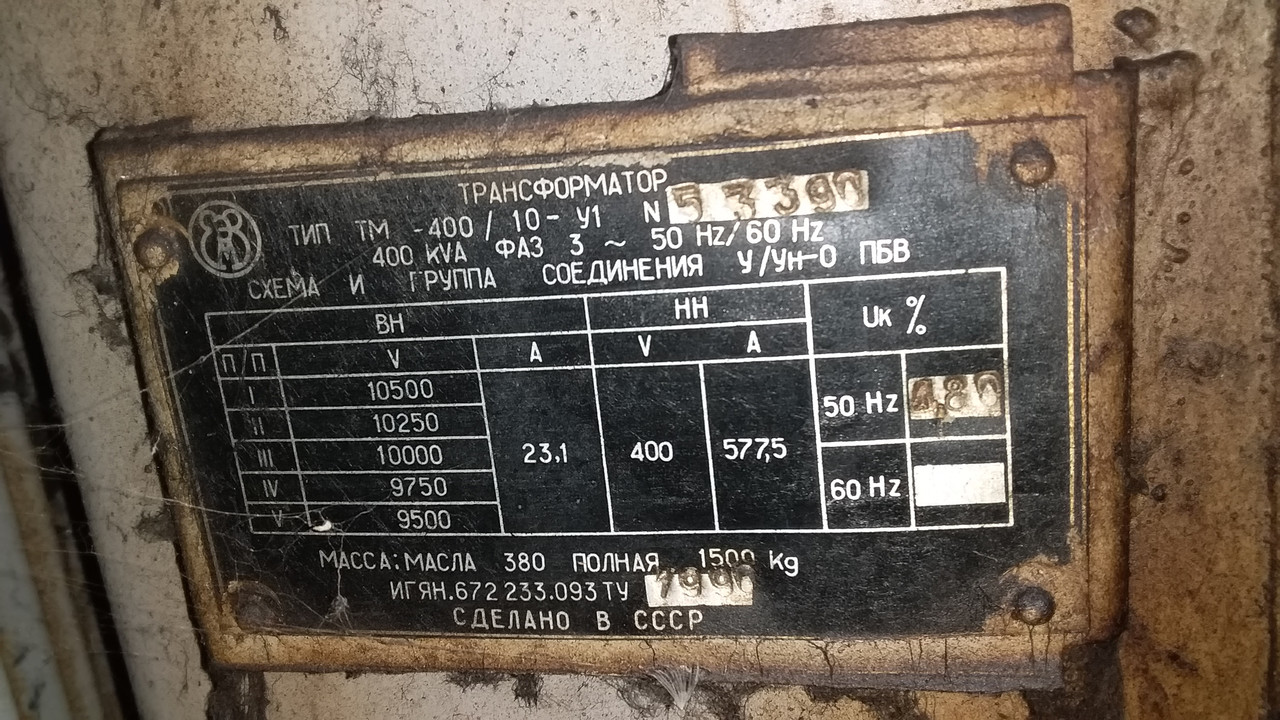 ТРАНСФОРМАТОР
ТИП ТМ -400 / 10- У1 N 53390
400 KVA ФАЗ 3 ~ 50 Hz/60 Hz
СХЕМА И ГРУППА СОЕДИНЕНИЯ У/Ун-О ПБВ
ВН НН Uк %
П/П V A V A
I 10500
II 10250
III 10000
IV 9750
V 9500
23,1 400 577,5
50 Hz 4,80
60 Hz
МАССА: МАСЛА 380 ПОЛНАЯ 1500 Kg
ИГЯН.672 233.093 ТУ
СДЕЛАНО В СССР